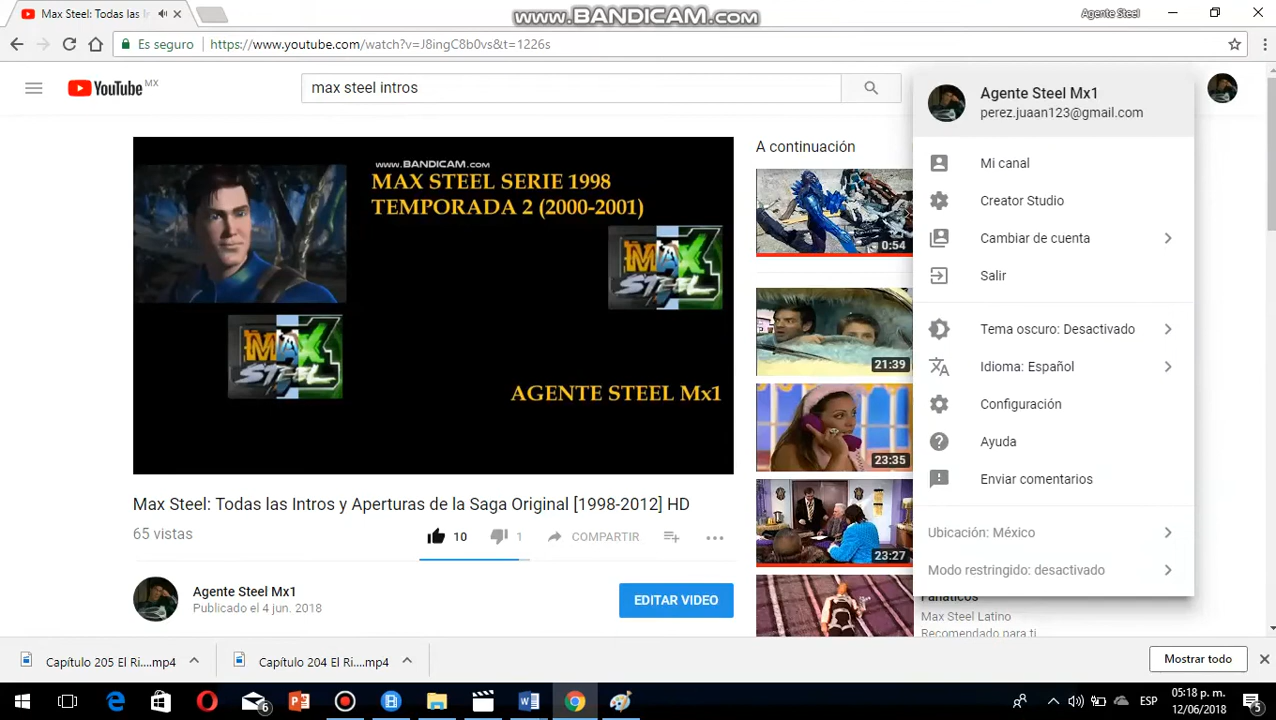 Max Steel: Todas las I
www.BANDICAM.com
Agente Steel
Es seguro
https://www.youtube.com/watch?v=J8ingC8b0vs&t=1226s
YouTube MX
max steel intros
Agente Steel Mx1
perez.juaan123@gmail.com
Mi canal
Creator Studio
Cambiar de cuenta
Salir
Tema oscuro: Desactivado
Idioma: Español
Configuración
Ayuda
Enviar comentarios
Ubicación: México
Modo restringido: desactivado
www.BANDICAM.com
MAX STEEL SERIE 1998
TEMPORADA 2 (2000-2001)
MAX STEEL
MAX STEEL
AGENTE STEEL Mx1
A continuación
0:54
21:39
23:35
23:27
Fanáticos
Max Steel Latino
Recomendado para ti
Max Steel: Todas las Intros y Aperturas de la Saga Original [1998-2012] HD
65 vistas
10
1
COMPARTIR
Agente Steel Mx1
Publicado el 4 jun. 2018
EDITAR VIDEO
Capítulo 205 El Ri....mp4
Capítulo 204 El Ri....mp4
Mostrar todo
6
ESP
05:18 p. m.
12/06/2018
5